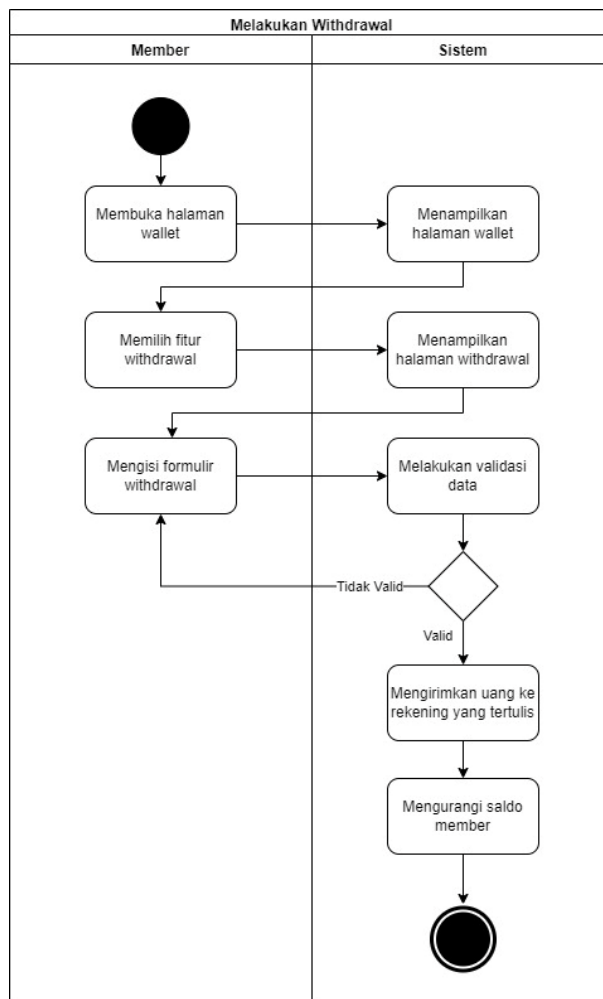 Melakukan Withdrawal
Member
Sistem
Membuka halaman
wallet
Menampilkan
halaman wallet
Memilih fitur
withdrawal
Menampilkan
halaman withdrawal
Mengisi formulir
withdrawal
Melakukan validasi
data
Tidak Valid
Valid
Mengirimkan uang ke
rekening yang tertulis
Mengurangi saldo
member